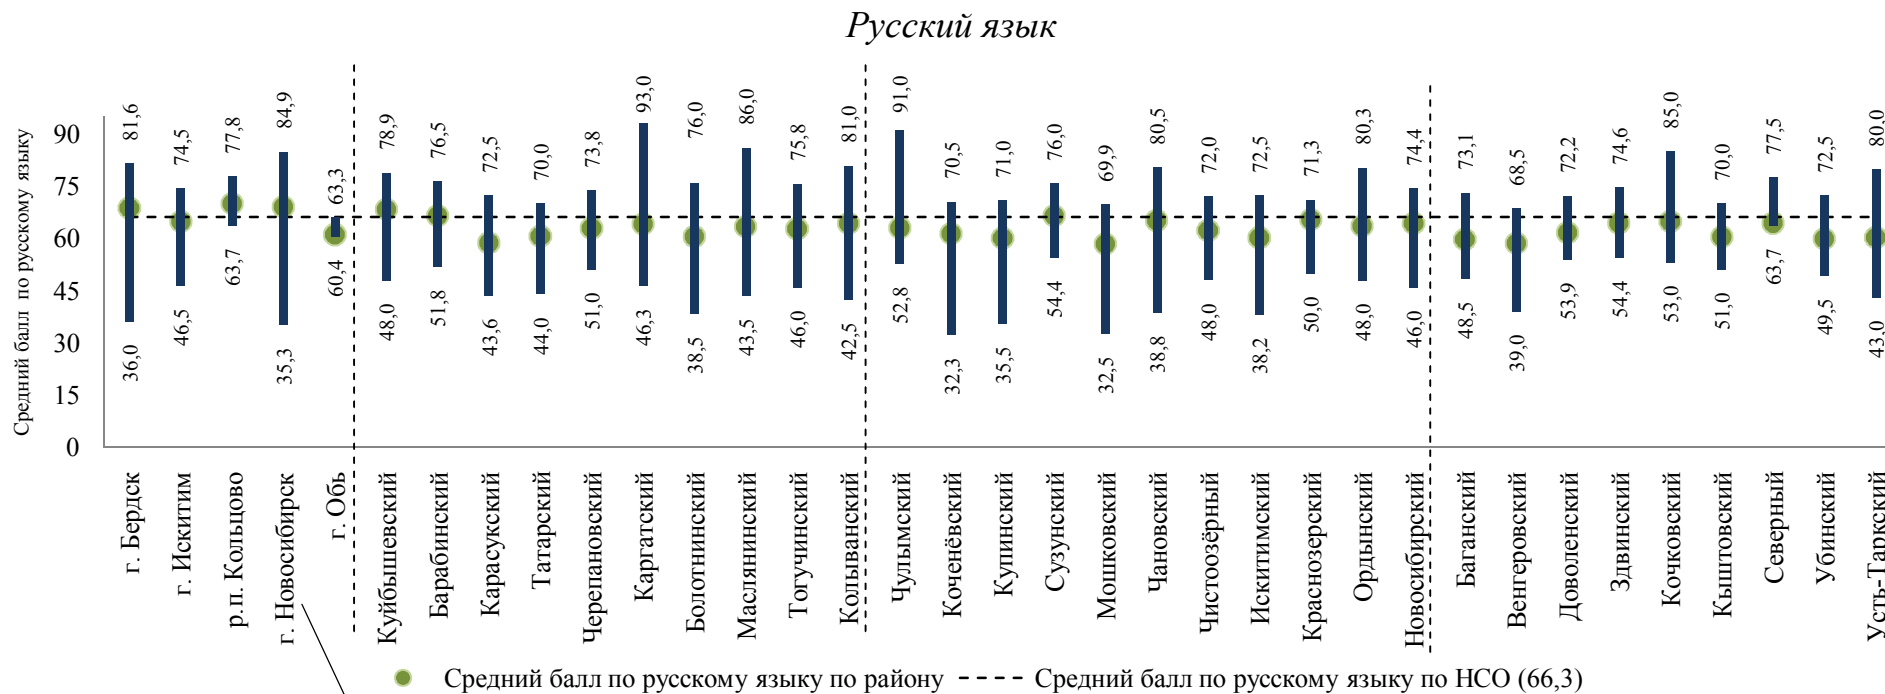 Русский язык
Средний балл по русскому языку
90
75
60
45
30
15
0
81,6 74,5 77,8 84,9 63,3 78,9 76,5 72,5 70,0 73,8 93,0 76,0 86,0 75,8 81,0 91,0 70,5 71,0 76,0 69,9 80,5 72,0 72,5 71,3 80,3 74,4 73,1 68,5 72,2 74,6 85,0 70,0 77,5 72,5 80,0
36,0 46,5 63,7 35,3 60,4 48,0 51,8 43,6 44,0 51,0 46,3 38,5 43,5 46,0 42,5 52,8 32,3 35,5 54,4 32,5 38,8 48,0 38,2 50,0 48,0 46,0 48,5 39,0 53,9 54,4 53,0 51,0 63,7 49,5 43,0
г. Бердск
г. Искитим
р.п. Кольцово
г. Новосибирск
г. Обь
Куйбышевский
Барабинский
Карасукский
Татарский
Черепановский
Каргатский
Болотнинский
Маслянинский
Тогучинский
Колыванский
Чулымский
Коченёвский
Купинский
Сузунский
Мошковский
Чановский
Чистоозёрный
Искитимский
Краснозерский
Ордынский
Новосибирский
Баганский
Венгеровский
Доволенский
Здвинский
Кочковский
Кыштовский
Северный
Убинский
Усть-Таркский
Средний балл по русскому языку по району
Средний балл по русскому языку по НСО (66,3)